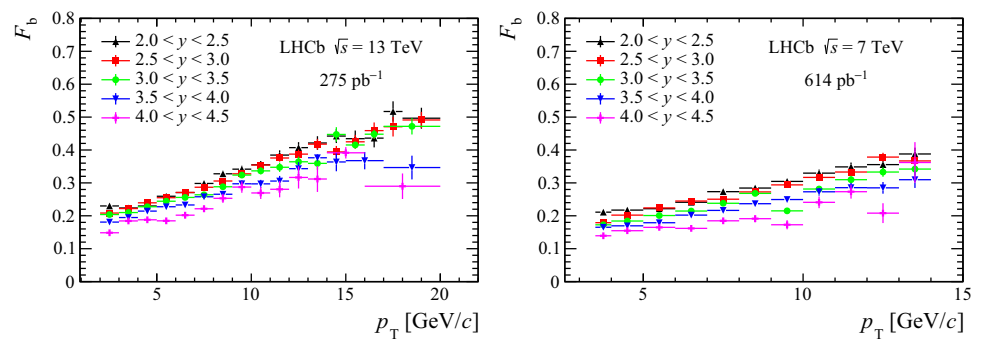 F_b
0.8
0.7
0.6
0.5
0.4
0.3
0.2
0.1
0
2.0 < y < 2.5
2.5 < y < 3.0
3.0 < y < 3.5
3.5 < y < 4.0
4.0 < y < 4.5
LHCb √s = 13 TeV
275 pb⁻¹
5 10 15 20
p_T [GeV/c]
F_b
0.8
0.7
0.6
0.5
0.4
0.3
0.2
0.1
0
2.0 < y < 2.5
2.5 < y < 3.0
3.0 < y < 3.5
3.5 < y < 4.0
4.0 < y < 4.5
LHCb √s = 7 TeV
614 pb⁻¹
5 10 15
p_T [GeV/c]